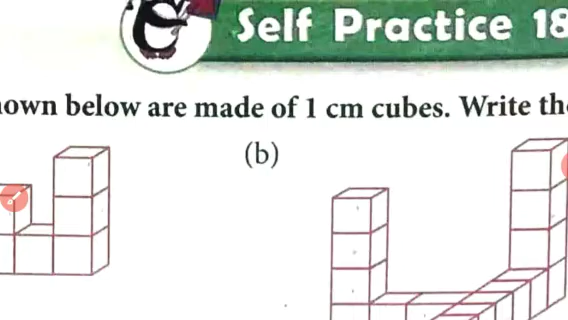 Self Practice 18
own below are made of 1 cm cubes. Write th
(b)